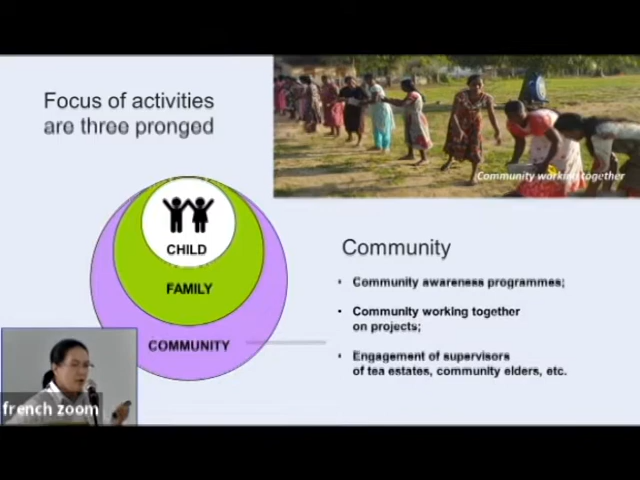 Focus of activities
are three pronged
Community working together
CHILD
FAMILY
COMMUNITY
Community
• Community awareness programmes;
• Community working together
on projects;
• Engagement of supervisors
of tea estates, community elders, etc.
french zoom